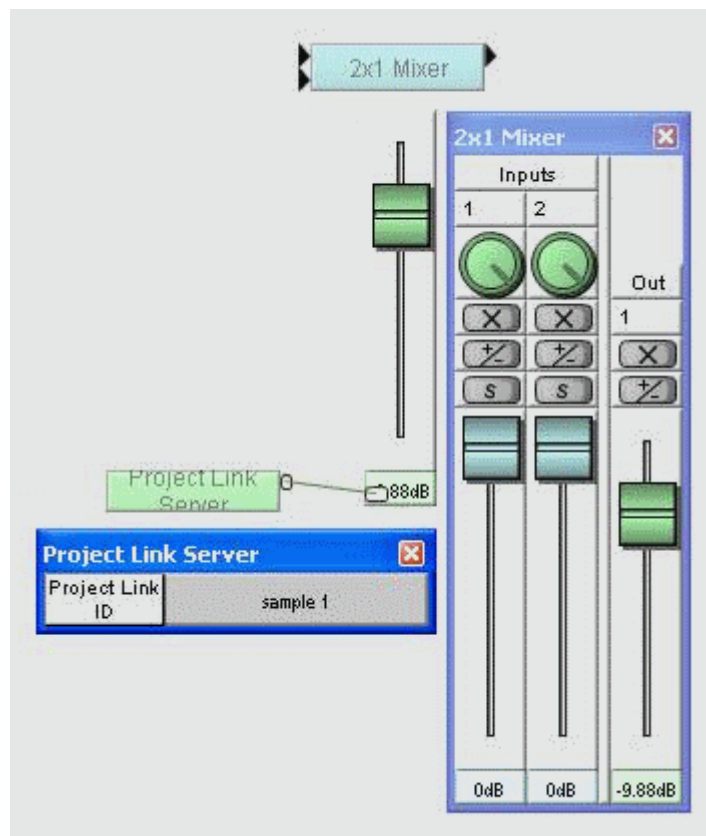 2x1 Mixer
2x1 Mixer
Inputs
1 2
Out
1
+/- +/-
S S +/-
Project Link
Server
88dB
Project Link Server
Project Link
ID
sample 1
0dB 0dB -9.88dB